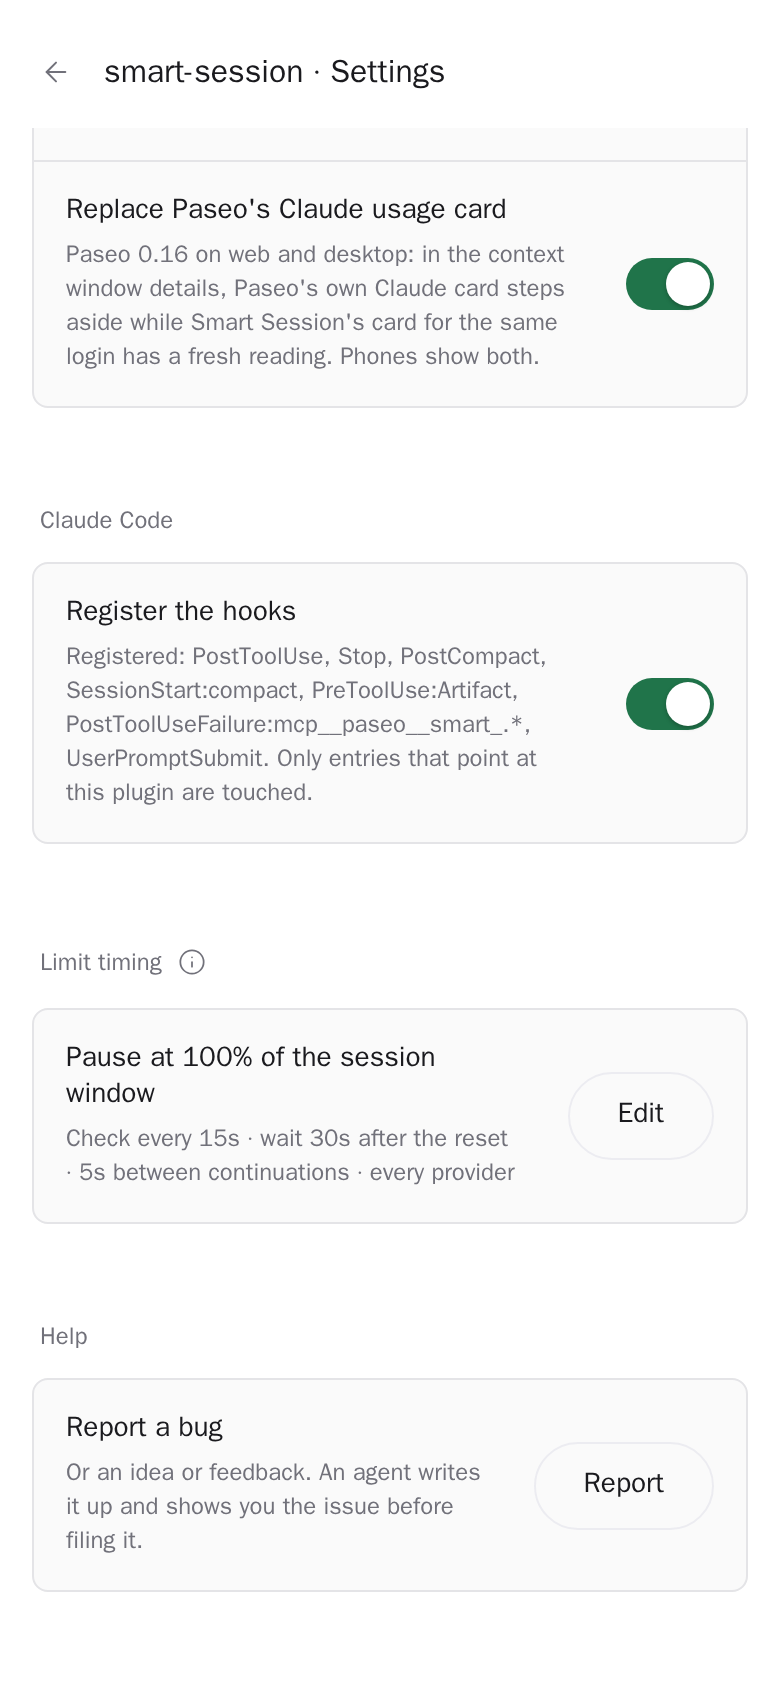 smart-session · Settings
Replace Paseo's Claude usage card
Paseo 0.16 on web and desktop: in the context
window details, Paseo's own Claude card steps
aside while Smart Session's card for the same
login has a fresh reading. Phones show both.
Claude Code
Register the hooks
Registered: PostToolUse, Stop, PostCompact,
SessionStart:compact, PreToolUse:Artifact,
PostToolUseFailure:mcp__paseo__smart_.*,
UserPromptSubmit. Only entries that point at
this plugin are touched.
Limit timing
Pause at 100% of the session
window
Check every 15s · wait 30s after the reset
· 5s between continuations · every provider
Edit
Help
Report a bug
Or an idea or feedback. An agent writes
it up and shows you the issue before
filing it.
Report